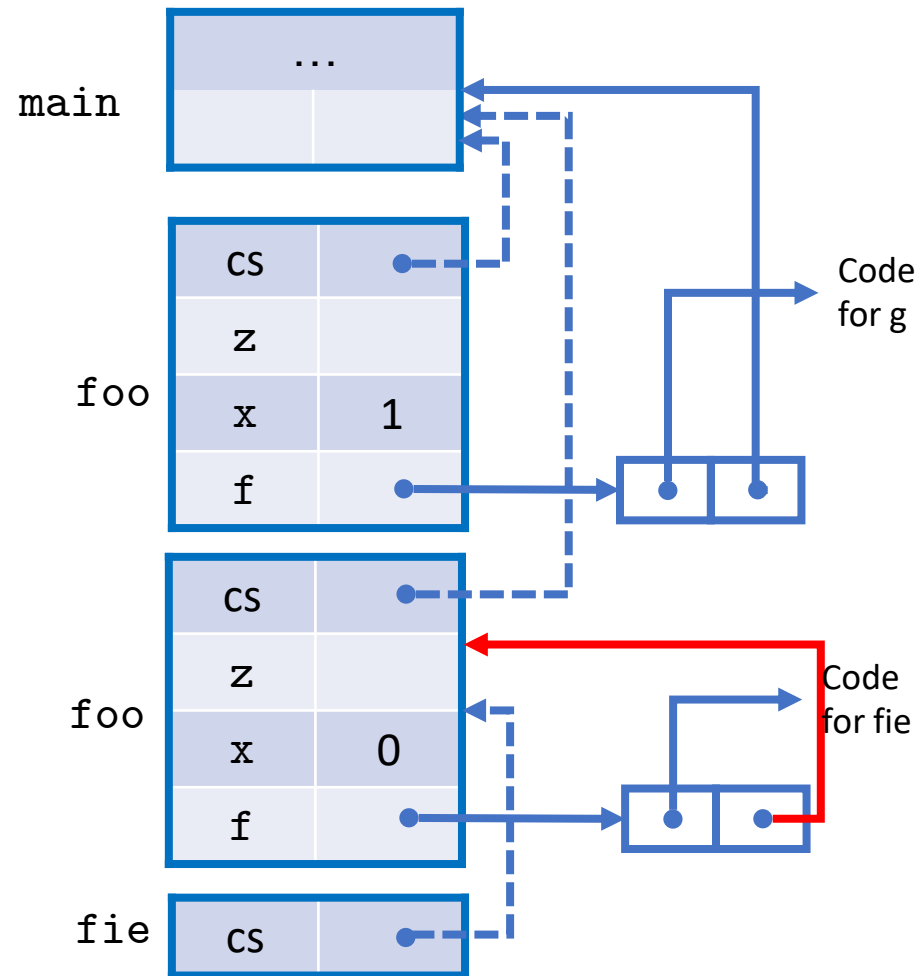 main
...
foo
CS
z
x 1
f
Code
for g
foo
CS
z
x 0
f
Code
for fie
fie
CS